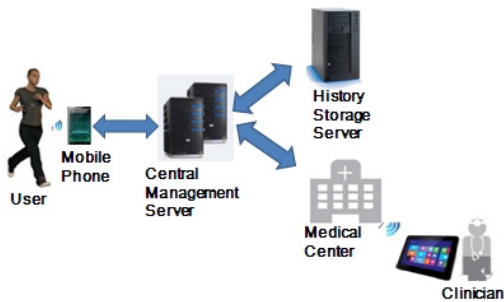 History
Storage
Server
Mobile
Phone
Central
Management
Server
User
Medical
Center
Clinician